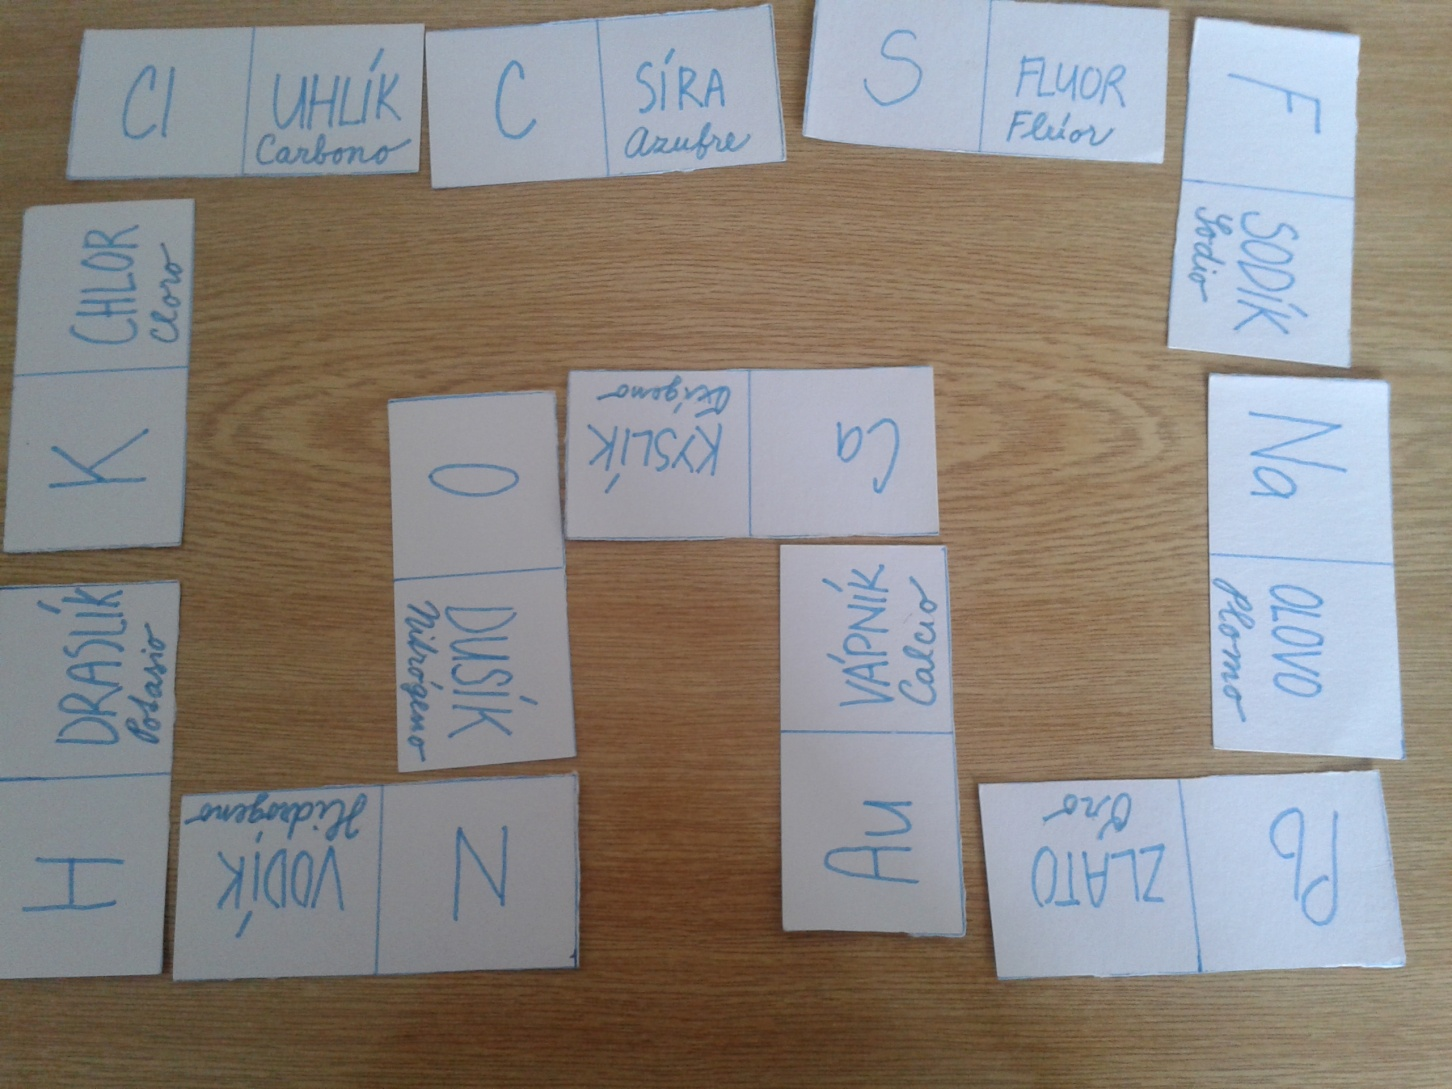 Cl
UHLÍK
Carbono
C
SÍRA
Azufre
S
FLUOR
Flúor
F
SODÍK
Sodio
Na
OLOVO
Plomo
Pb
ZLATO
Oro
Au
VÁPNÍK
Calcio
Ca
KYSLÍK
Oxígeno
O
DUSÍK
Nitrógeno
N
VODÍK
Hidrógeno
H
DRASLÍK
Potasio
K
CHLOR
Cloro